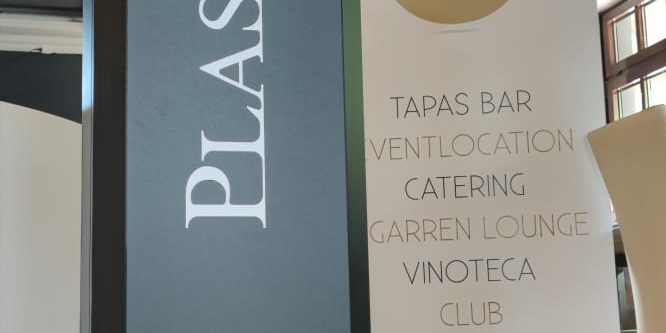 PLAS
TAPAS BAR
VENTLOCATION
CATERING
GARREN LOUNGE
VINOTECA
CLUB